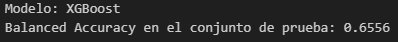 Modelo: XGBoost
Balanced Accuracy en el conjunto de prueba: 0.6556